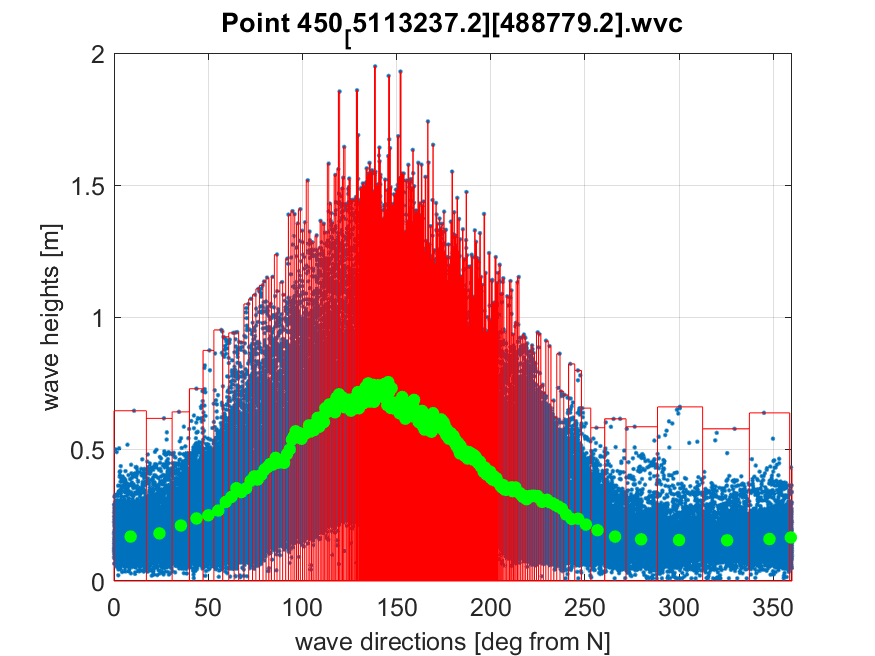 Point 450[5113237.2][488779.2].wvc
2
1.5
1
0.5
0
wave heights [m]
0 50 100 150 200 250 300 350
wave directions [deg from N]